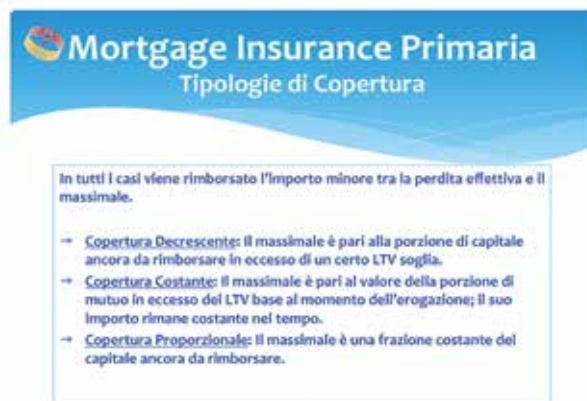 Mortgage Insurance Primaria
Tipologie di Copertura
In tutti i casi viene rimborsato l'importo minore tra la perdita effettiva e il
massimale.
→ Copertura Decrescente: Il massimale è pari alla porzione di capitale
ancora da rimborsare in eccesso di un certo LTV soglia.
→ Copertura Costante: Il massimale è pari al valore della porzione di
mutuo in eccesso del LTV base al momento dell'erogazione; il suo
importo rimane costante nel tempo.
→ Copertura Proporzionale: Il massimale è una frazione costante del
capitale ancora da rimborsare.